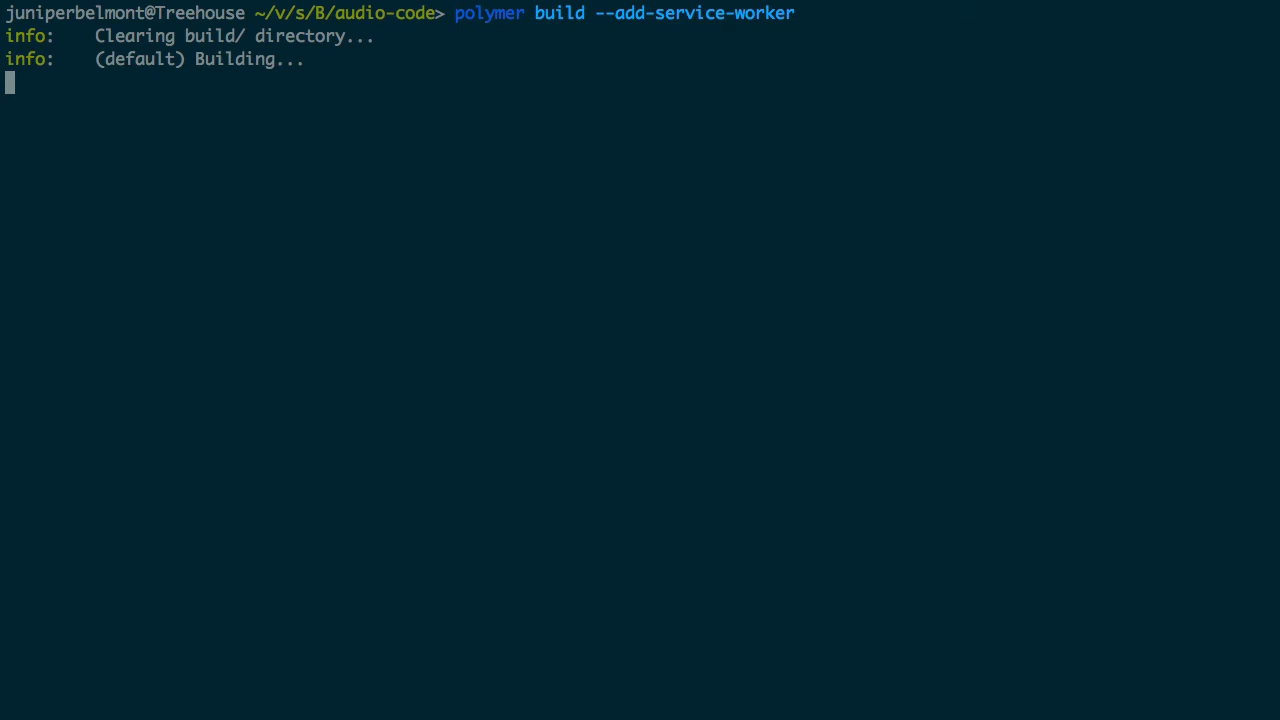 juniperbelmont@Treehouse ~/v/s/B/audio-code> polymer build --add-service-worker
info:    Clearing build/ directory...
info:    (default) Building...